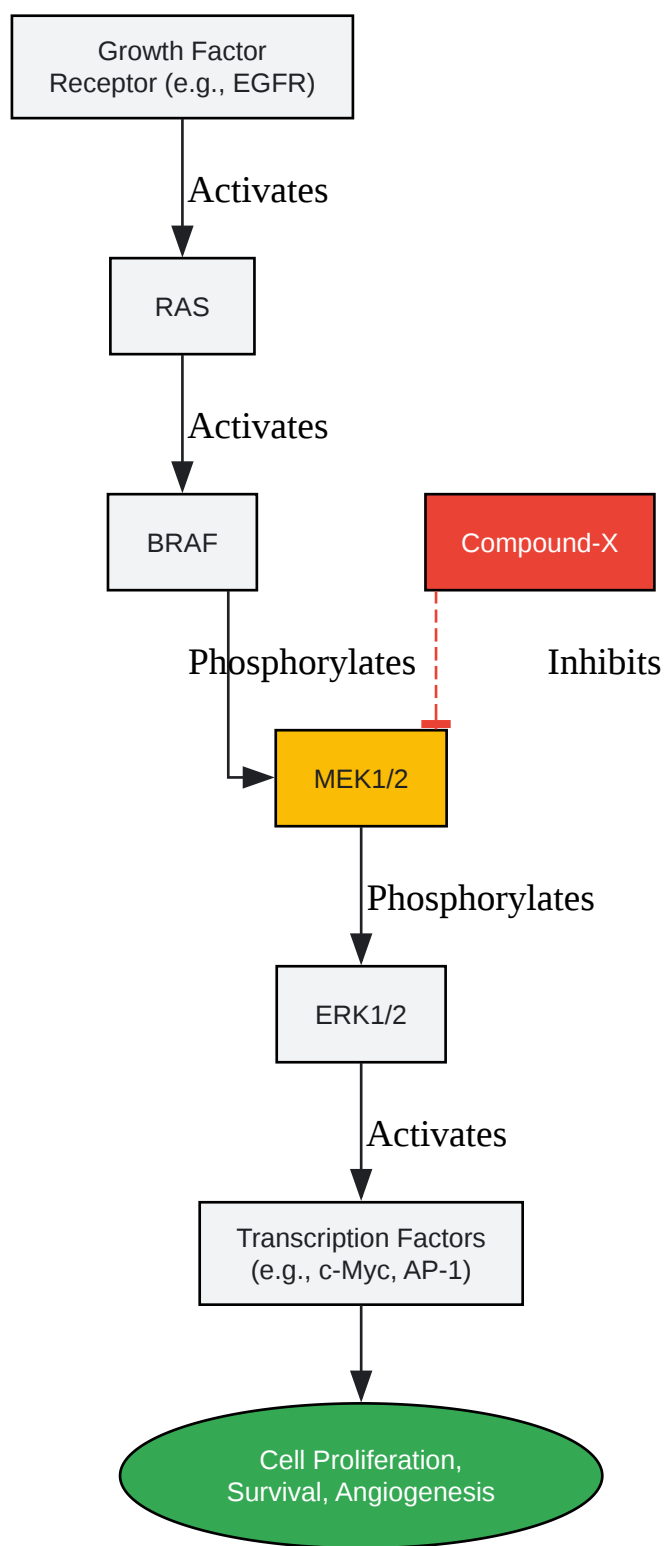 Growth Factor
Receptor (e.g., EGFR)
Activates
RAS
Activates
BRAF
Compound-X
Phosphorylates
Inhibits
MEK1/2
Phosphorylates
ERK1/2
Activates
Transcription Factors
(e.g., c-Myc, AP-1)
Cell Proliferation,
Survival, Angiogenesis